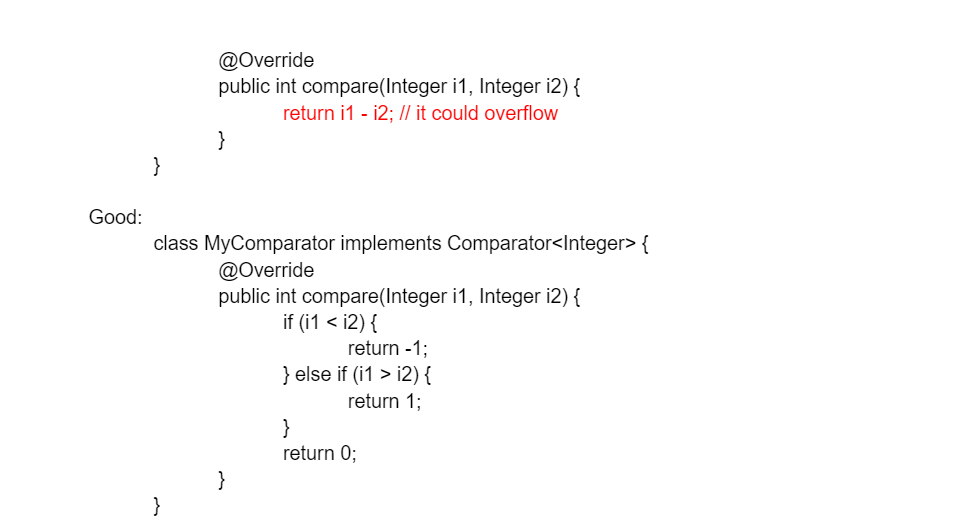 @Override
public int compare(Integer i1, Integer i2) {
return i1 - i2; // it could overflow
}
}
Good:
class MyComparator implements Comparator<Integer> {
@Override
public int compare(Integer i1, Integer i2) {
if (i1 < i2) {
return -1;
} else if (i1 > i2) {
return 1;
}
return 0;
}
}